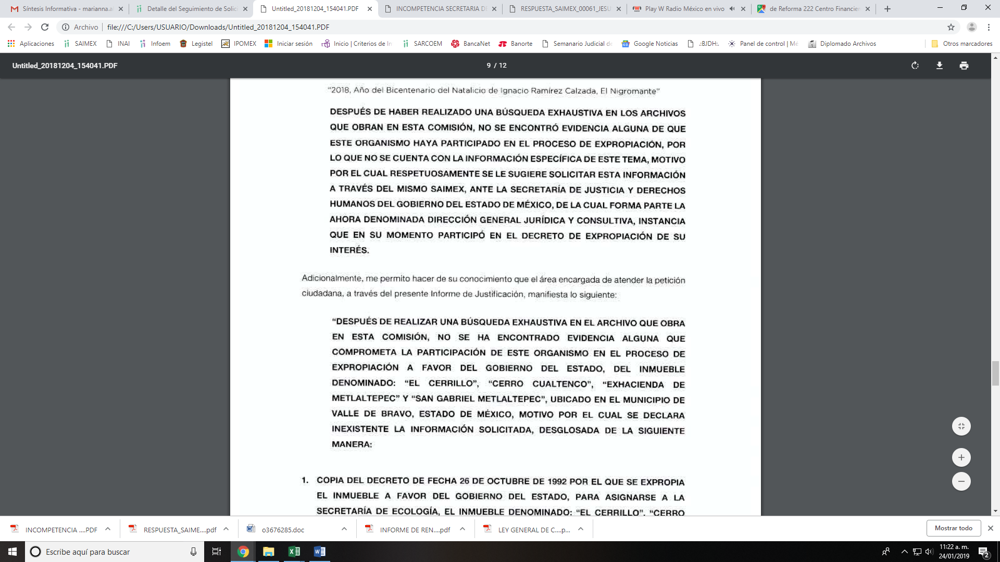 Síntesis Informativa - marianna.a
Detalle del Seguimiento de Solici
Untitled_20181204_154041.PDF
INCOMPETENCIA SECRETARIA DE
RESPUESTA_SAIMEX_00061_JESU
Play W Radio México en vivo
de Reforma 222 Centro Financier
Archivo
file:///C:/Users/USUARIO/Downloads/Untitled_20181204_154041.PDF
Aplicaciones
SAIMEX
INAI
Infoem
Legistel
IPOMEX
Iniciar sesión
Inicio | Criterios de In
SARCOEM
BancaNet
Banorte
Semanario Judicial de
Google Noticias
.:BJDH:.
Panel de control | Mé
Diplomado Archivos
Otros marcadores
Untitled_20181204_154041.PDF
9 / 12
"2018, Año del Bicentenario del Natalicio de Ignacio Ramírez Calzada, El Nigromante"
DESPUÉS DE HABER REALIZADO UNA BÚSQUEDA EXHAUSTIVA EN LOS ARCHIVOS
QUE OBRAN EN ESTA COMISIÓN, NO SE ENCONTRÓ EVIDENCIA ALGUNA DE QUE
ESTE ORGANISMO HAYA PARTICIPADO EN EL PROCESO DE EXPROPIACIÓN, POR
LO QUE NO SE CUENTA CON LA INFORMACIÓN ESPECÍFICA DE ESTE TEMA, MOTIVO
POR EL CUAL RESPETUOSAMENTE SE LE SUGIERE SOLICITAR ESTA INFORMACIÓN
A TRAVÉS DEL MISMO SAIMEX, ANTE LA SECRETARÍA DE JUSTICIA Y DERECHOS
HUMANOS DEL GOBIERNO DEL ESTADO DE MÉXICO, DE LA CUAL FORMA PARTE LA
AHORA DENOMINADA DIRECCIÓN GENERAL JURÍDICA Y CONSULTIVA, INSTANCIA
QUE EN SU MOMENTO PARTICIPÓ EN EL DECRETO DE EXPROPIACIÓN DE SU
INTERÉS.
Adicionalmente, me permito hacer de su conocimiento que el área encargada de atender la petición
ciudadana, a través del presente Informe de Justificación, manifiesta lo siguiente:
"DESPUÉS DE REALIZAR UNA BÚSQUEDA EXHAUSTIVA EN EL ARCHIVO QUE OBRA
EN ESTA COMISIÓN, NO SE HA ENCONTRADO EVIDENCIA ALGUNA QUE
COMPROMETA LA PARTICIPACIÓN DE ESTE ORGANISMO EN EL PROCESO DE
EXPROPIACIÓN A FAVOR DEL GOBIERNO DEL ESTADO, DEL INMUEBLE
DENOMINADO: "EL CERRILLO", "CERRO CUALTENCO", "EXHACIENDA DE
METLALTEPEC" Y "SAN GABRIEL METLALTEPEC", UBICADO EN EL MUNICIPIO DE
VALLE DE BRAVO, ESTADO DE MÉXICO, MOTIVO POR EL CUAL SE DECLARA
INEXISTENTE LA INFORMACIÓN SOLICITADA, DESGLOSADA DE LA SIGUIENTE
MANERA:
1. COPIA DEL DECRETO DE FECHA 26 DE OCTUBRE DE 1992 POR EL QUE SE EXPROPIA
EL INMUEBLE A FAVOR DEL GOBIERNO DEL ESTADO, PARA ASIGNARSE A LA
SECRETARÍA DE ECOLOGÍA, EL INMUEBLE DENOMINADO: "EL CERRILLO", "CERRO
INCOMPETENCIA ....PDF
RESPUESTA_SAIME....pdf
o3676285.doc
INFORME DE REN....pdf
LEY GENERAL DE C....p...
Mostrar todo
Escribe aquí para buscar
11:22 a. m.
24/01/2019
2